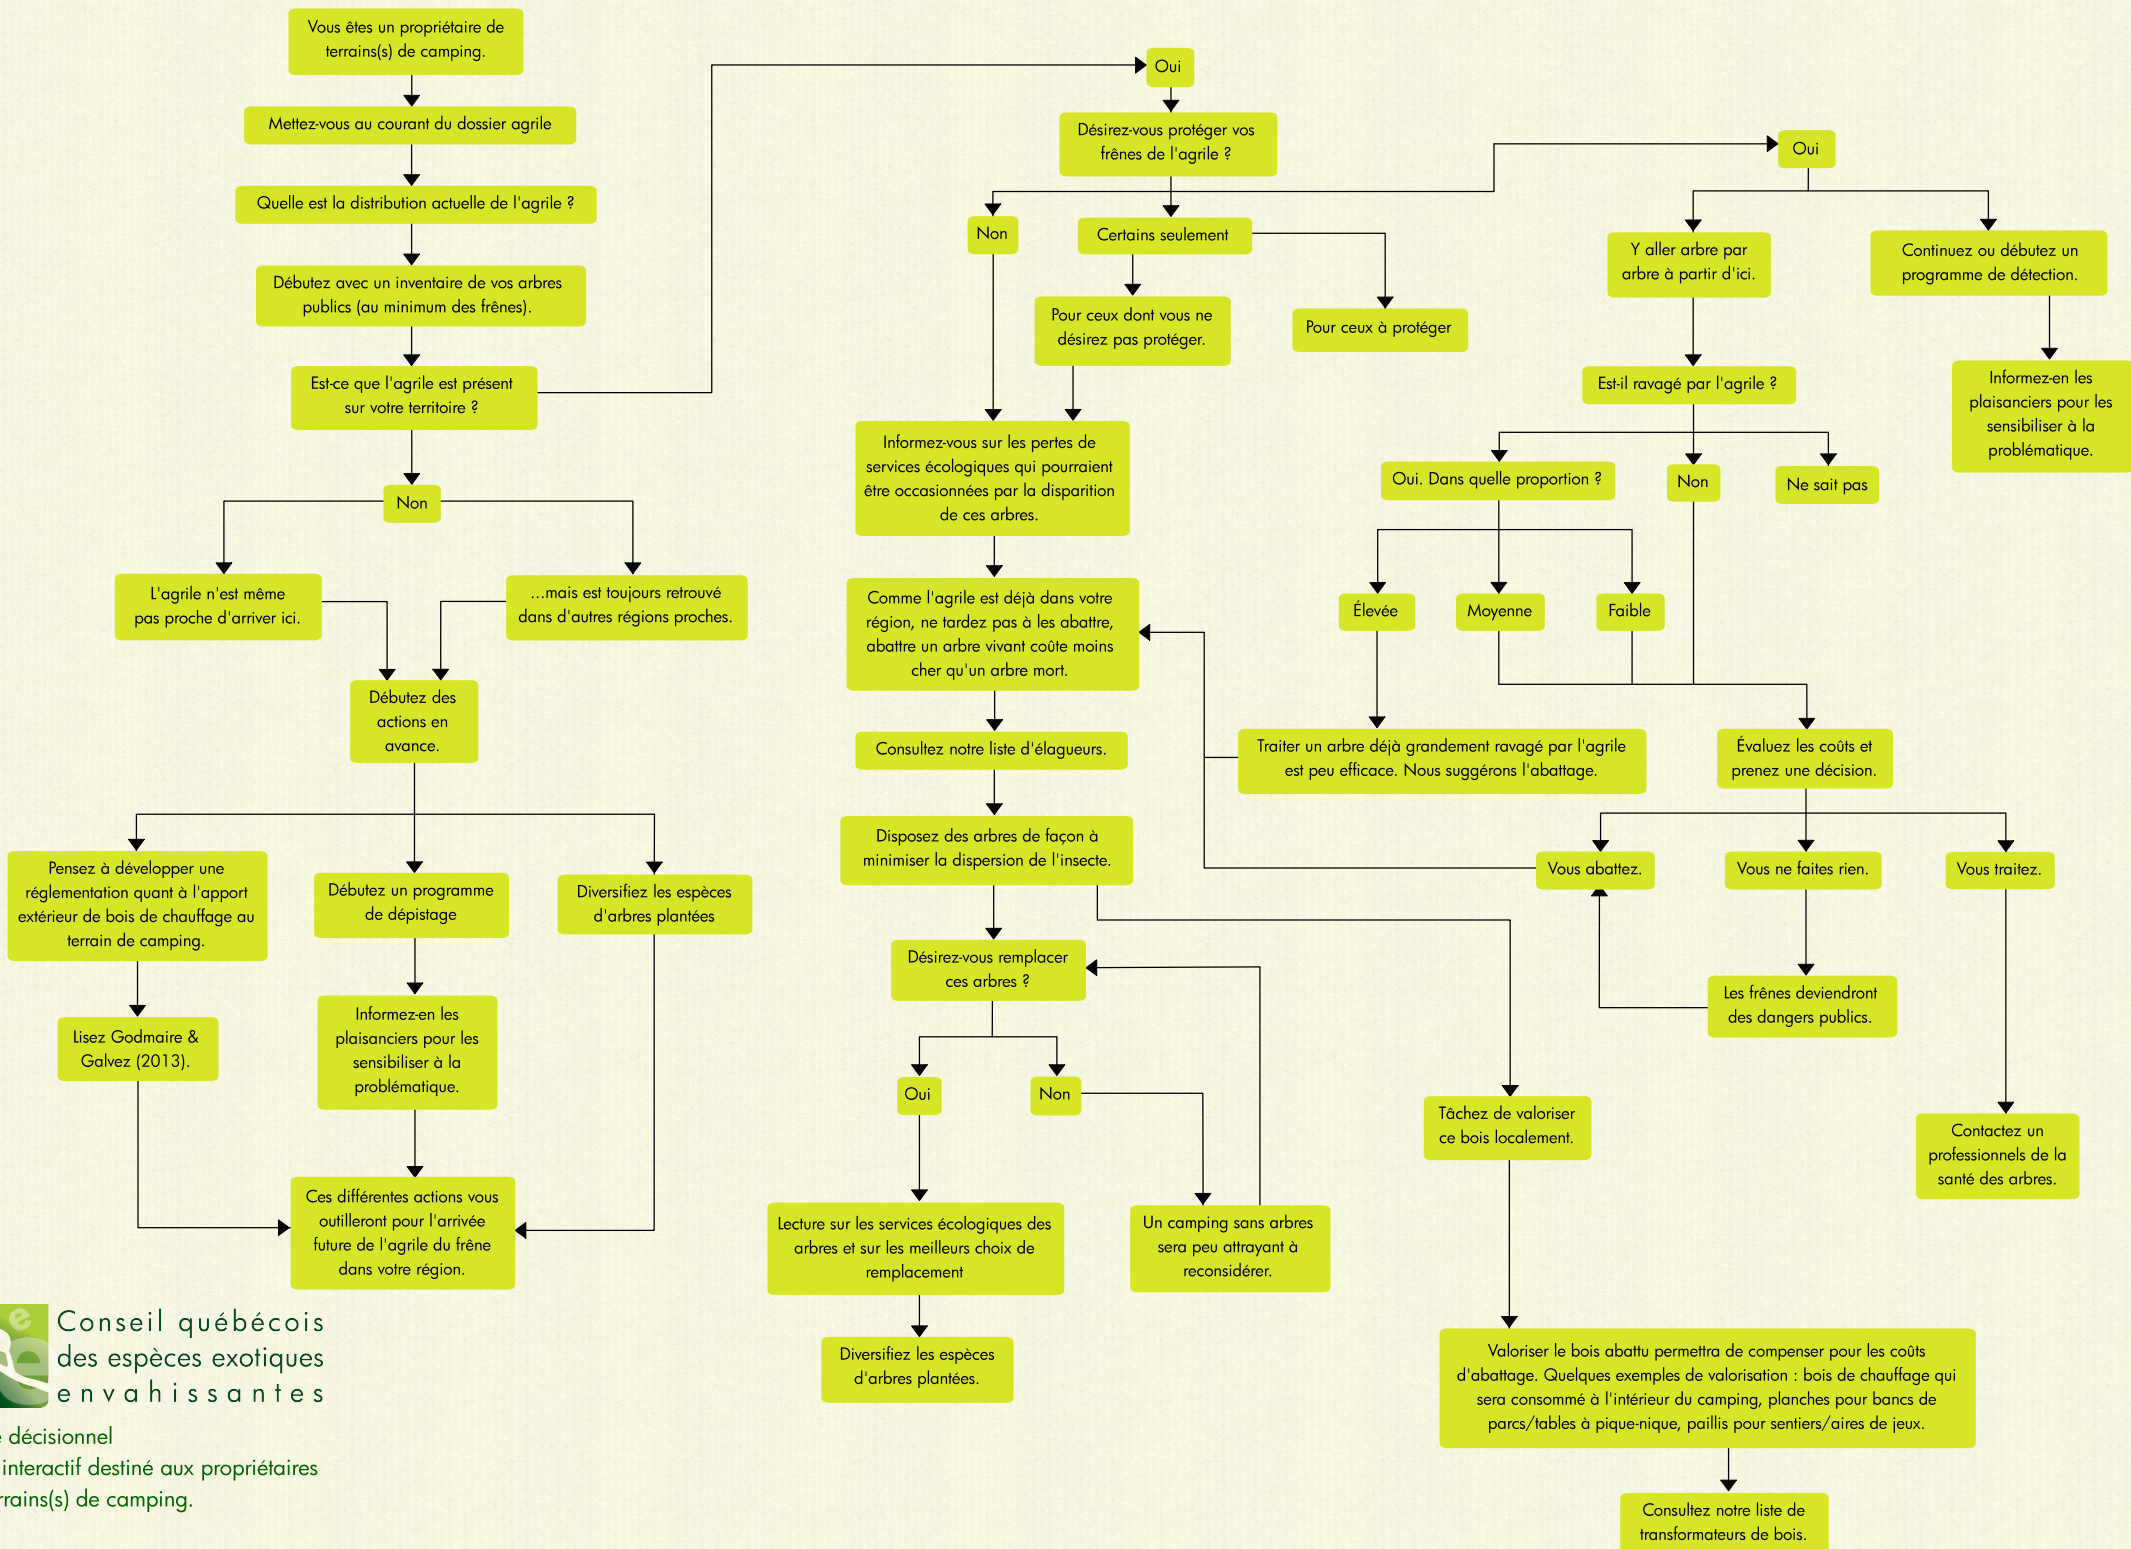 Vous êtes un propriétaire de
terrains(s) de camping.
Mettez-vous au courant du dossier agrile
Quelle est la distribution actuelle de l'agrile ?
Débutez avec un inventaire de vos arbres
publics (au minimum des frênes).
Est-ce que l'agrile est présent
sur votre territoire ?
Non
L'agrile n'est même
pas proche d'arriver ici.
...mais est toujours retrouvé
dans d'autres régions proches.
Débutez des
actions en
avance.
Pensez à développer une
réglementation quant à l'apport
extérieur de bois de chauffage au
terrain de camping.
Débutez un programme
de dépistage
Diversifiez les espèces
d'arbres plantées
Lisez Godmaire &
Galvez (2013).
Informez-en les
plaisanciers pour les
sensibiliser à la
problématique.
Ces différentes actions vous
outilleront pour l'arrivée
future de l'agrile du frêne
dans votre région.
Oui
Désirez-vous protéger vos
frênes de l'agrile ?
Non
Certains seulement
Pour ceux dont vous ne
désirez pas protéger.
Pour ceux à protéger
Informez-vous sur les pertes de
services écologiques qui pourraient
être occasionnées par la disparition
de ces arbres.
Comme l'agrile est déjà dans votre
région, ne tardez pas à les abattre,
abattre un arbre vivant coûte moins
cher qu'un arbre mort.
Consultez notre liste d'élagueurs.
Disposez des arbres de façon à
minimiser la dispersion de l'insecte.
Désirez-vous remplacer
ces arbres ?
Oui
Non
Lecture sur les services écologiques des
arbres et sur les meilleurs choix de
remplacement
Un camping sans arbres
sera peu attrayant à
reconsidérer.
Diversifiez les espèces
d'arbres plantées.
Oui
Y aller arbre par
arbre à partir d'ici.
Continuez ou débutez un
programme de détection.
Est-il ravagé par l'agrile ?
Informez-en les
plaisanciers pour les
sensibiliser à la
problématique.
Oui. Dans quelle proportion ?
Non
Ne sait pas
Élevée
Moyenne
Faible
Traiter un arbre déjà grandement ravagé par l'agrile
est peu efficace. Nous suggérons l'abattage.
Évaluez les coûts et
prenez une décision.
Vous abattez.
Vous ne faites rien.
Vous traitez.
Les frênes deviendront
des dangers publics.
Tâchez de valoriser
ce bois localement.
Contactez un
professionnels de la
santé des arbres.
Valoriser le bois abattu permettra de compenser pour les coûts
d'abattage. Quelques exemples de valorisation : bois de chauffage qui
sera consommé à l'intérieur du camping, planches pour bancs de
parcs/tables à pique-nique, paillis pour sentiers/aires de jeux.
Consultez notre liste de
transformateurs de bois.
Conseil québécois
des espèces exotiques
envahissantes
décisionnel
interactif destiné aux propriétaires
de camping.